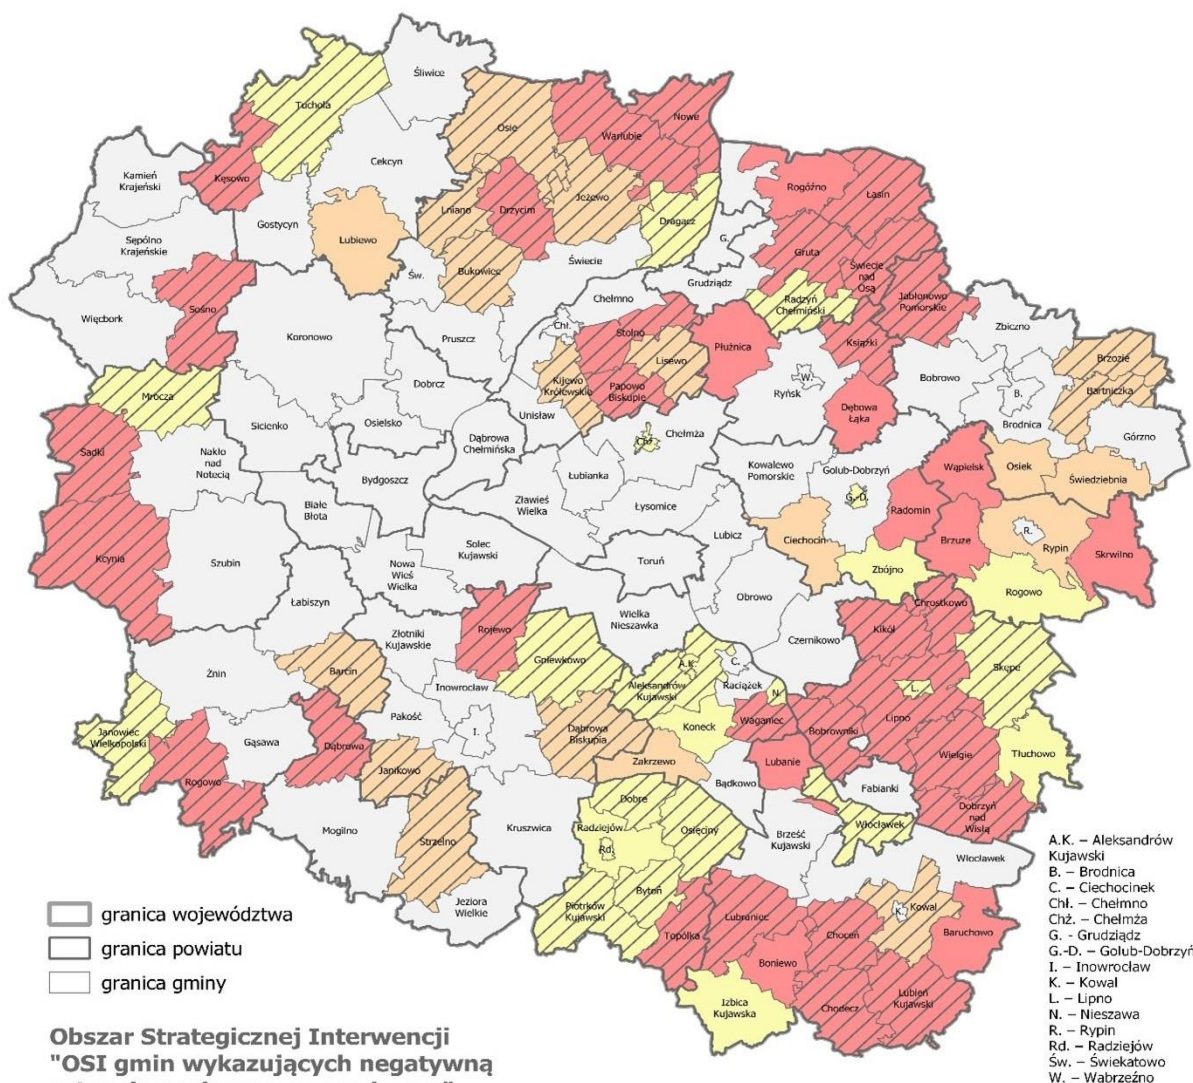 Śliwice
Tuchola
Osie
Warlubie
Nowe
Cekcyn
Kamień
Krajeński
Kęsowo
Rogóźno
Łasin
Lniano
Drzycim
Jeżewo
Dragacz
Gostycyn
Lubiewo
G.
Gruta
Sępólno
Krajeńskie
Św.
Bukowiec
Świecie
Świecie
nad
Osą
Grudziądz
Radzyń
Chełmiński
Jabłonowo
Pomorskie
Sośno
Więcbork
Chełmno
Chł.
Stolno
Płużnica
Zbiczno
Koronowo
Pruszcz
Lisewo
Książki
Brzozie
Kijewo
Królewskie
Papowo
Biskupie
W.
Ryńsk
Bobrowo
Bartniczka
B.
Mrocza
Dobrcz
Unisław
Dębowa
Łąka
Brodnica
Górzno
Sicienko
Osielsko
Dąbrowa
Chełmińska
Chż.
Chełmża
Sadki
Nakło
nad
Notecią
Bydgoszcz
Łubianka
Kowalewo
Pomorskie
Golub-Dobrzyń
G.-D.
Wąpielsk
Osiek
Świedziebnia
Zławieś
Wielka
Łysomice
Radomin
Białe
Błota
Lubicz
Ciechocin
Brzuze
R.
Rypin
Skrwilno
Kcynia
Szubin
Solec
Kujawski
Nowa
Wieś
Wielka
Toruń
Zbójno
Rogowo
Łabiszyn
Obrowo
Chrostkowo
Wielka
Nieszawka
Rojewo
Złotniki
Kujawskie
Czernikowo
Kikół
Gniewkowo
Żnin
Barcin
A.K.
C.
Raciążek
Skępe
Inowrocław
Aleksandrów
Kujawski
N.
L.
Pakość
Koneck
Waganiec
Lipno
Janowiec
Wielkopolski
Gąsawa
Dąbrowa
I.
Dąbrowa
Biskupia
Bobrowniki
Wielgie
Tłuchowo
Rogowo
Janikowo
Zakrzewo
Lubanie
Bądkowo
Fabianki
Dobre
Dobrzyń
nad
Wisłą
Mogilno
Strzelno
Kruszwica
Radziejów
Rd.
Osięciny
Brześć
Kujawski
Włocławek
Włocławek
Bytoń
Piotrków
Kujawski
Jeziora
Wielkie
Lubraniec
Choceń
K.
Kowal
Baruchowo
Topólka
Boniewo
Izbica
Kujawska
Chodecz
Lubień
Kujawski
granica województwa
granica powiatu
granica gminy
Obszar Strategicznej Interwencji
"OSI gmin wykazujących negatywną
A.K. – Aleksandrów
Kujawski
B. – Brodnica
C. – Ciechocinek
Chł. – Chełmno
Chż. – Chełmża
G. - Grudziądz
G.-D. – Golub-Dobrzyń
I. – Inowrocław
K. – Kowal
L. – Lipno
N. – Nieszawa
R. – Rypin
Rd. – Radziejów
Św. – Świekatowo
W. – Wąbrzeźno